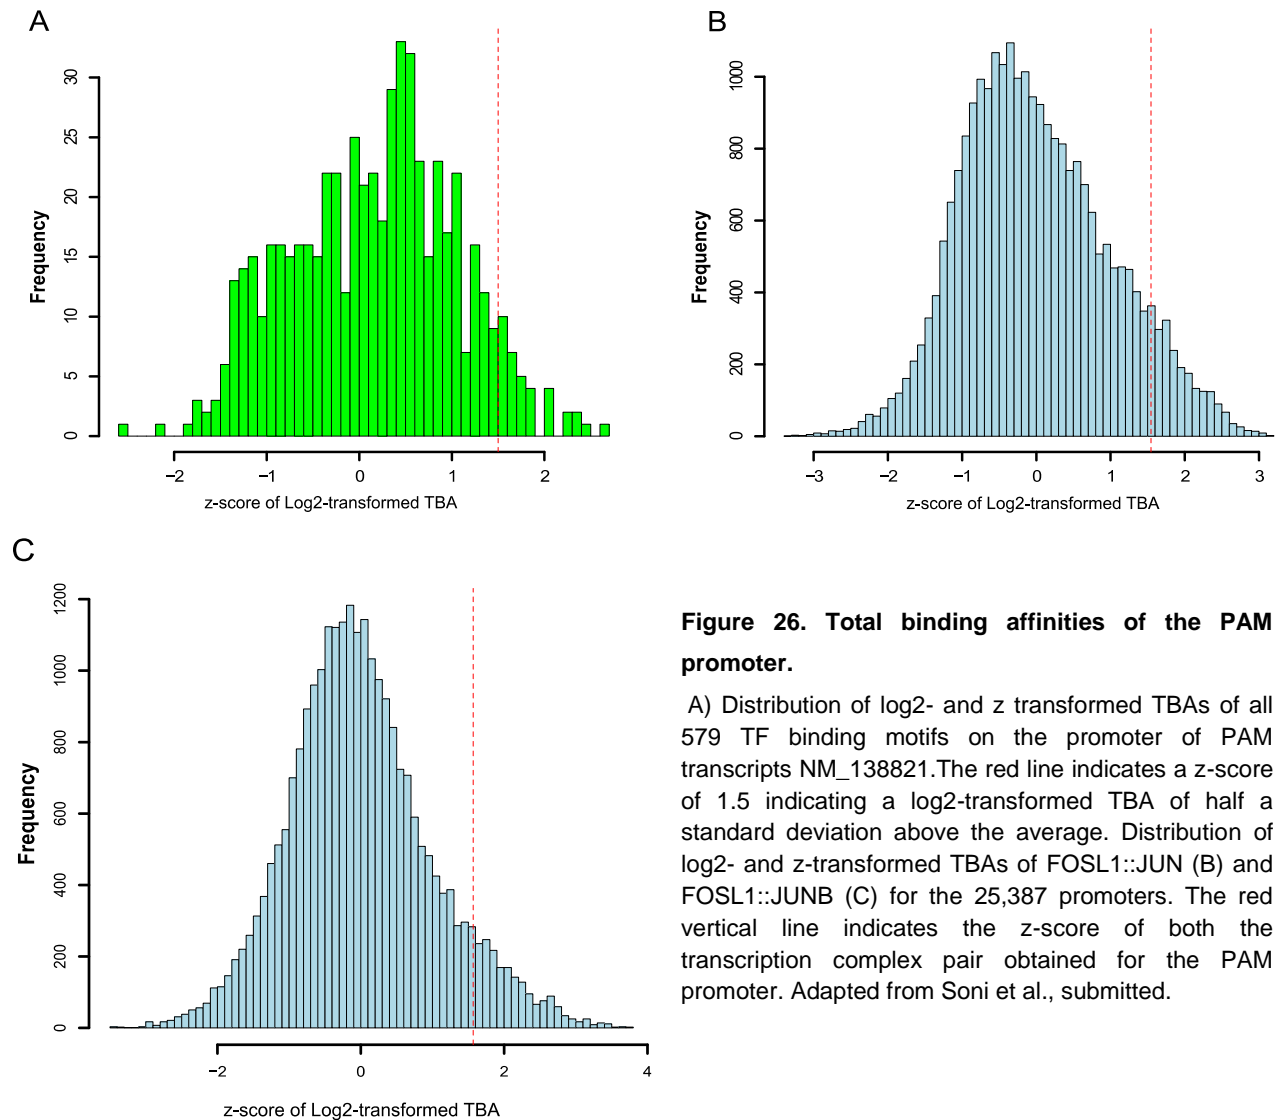 A
30
25
20
15
10
5
0
Frequency
−2 −1 0 1 2
z-score of Log2-transformed TBA
B
1000
800
600
400
200
0
Frequency
−3 −2 −1 0 1 2 3
z-score of Log2-transformed TBA
C
1200
1000
800
600
400
200
0
Frequency
−2 0 2 4
z-score of Log2-transformed TBA
Figure 26. Total binding affinities of the PAM
promoter.
A) Distribution of log2- and z transformed TBAs of all
579 TF binding motifs on the promoter of PAM
transcripts NM_138821.The red line indicates a z-score
of 1.5 indicating a log2-transformed TBA of half a
standard deviation above the average. Distribution of
log2- and z-transformed TBAs of FOSL1::JUN (B) and
FOSL1::JUNB (C) for the 25,387 promoters. The red
vertical line indicates the z-score of both the
transcription complex pair obtained for the PAM
promoter. Adapted from Soni et al., submitted.